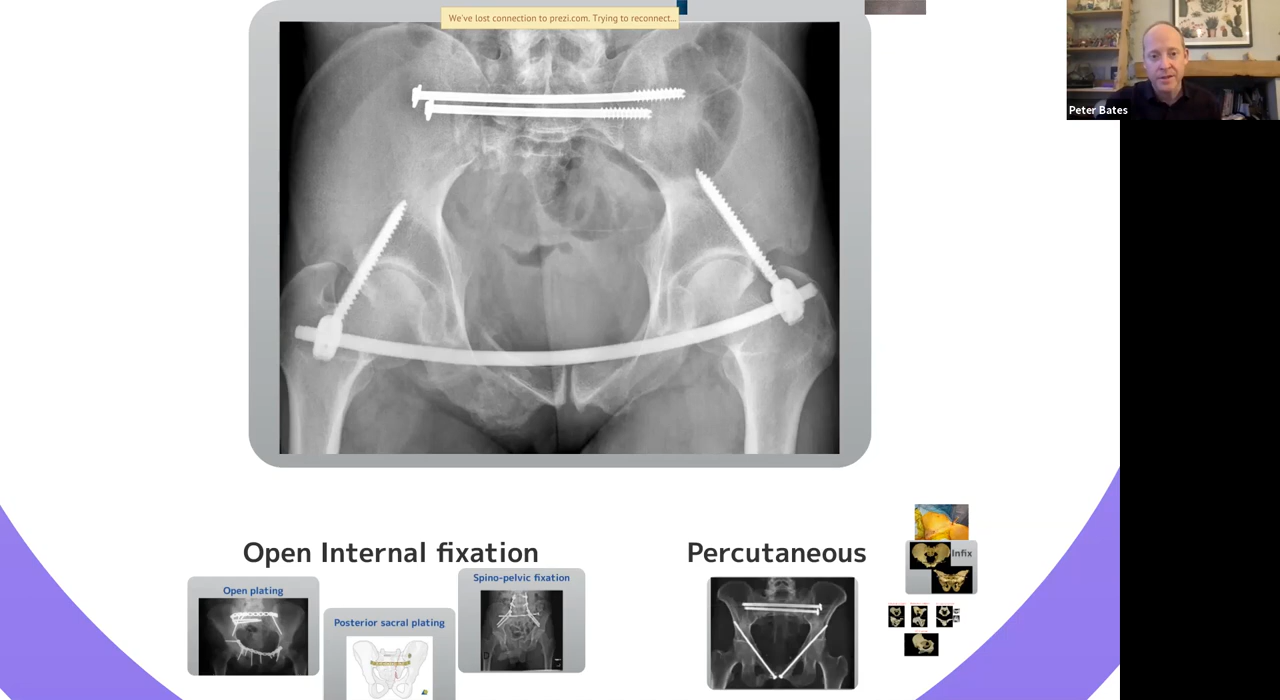 We've lost connection to prezi.com. Trying to reconnect...
Peter Bates
Open Internal fixation
Percutaneous
Infix
Spino-pelvic fixation
Open plating
Posterior sacral plating